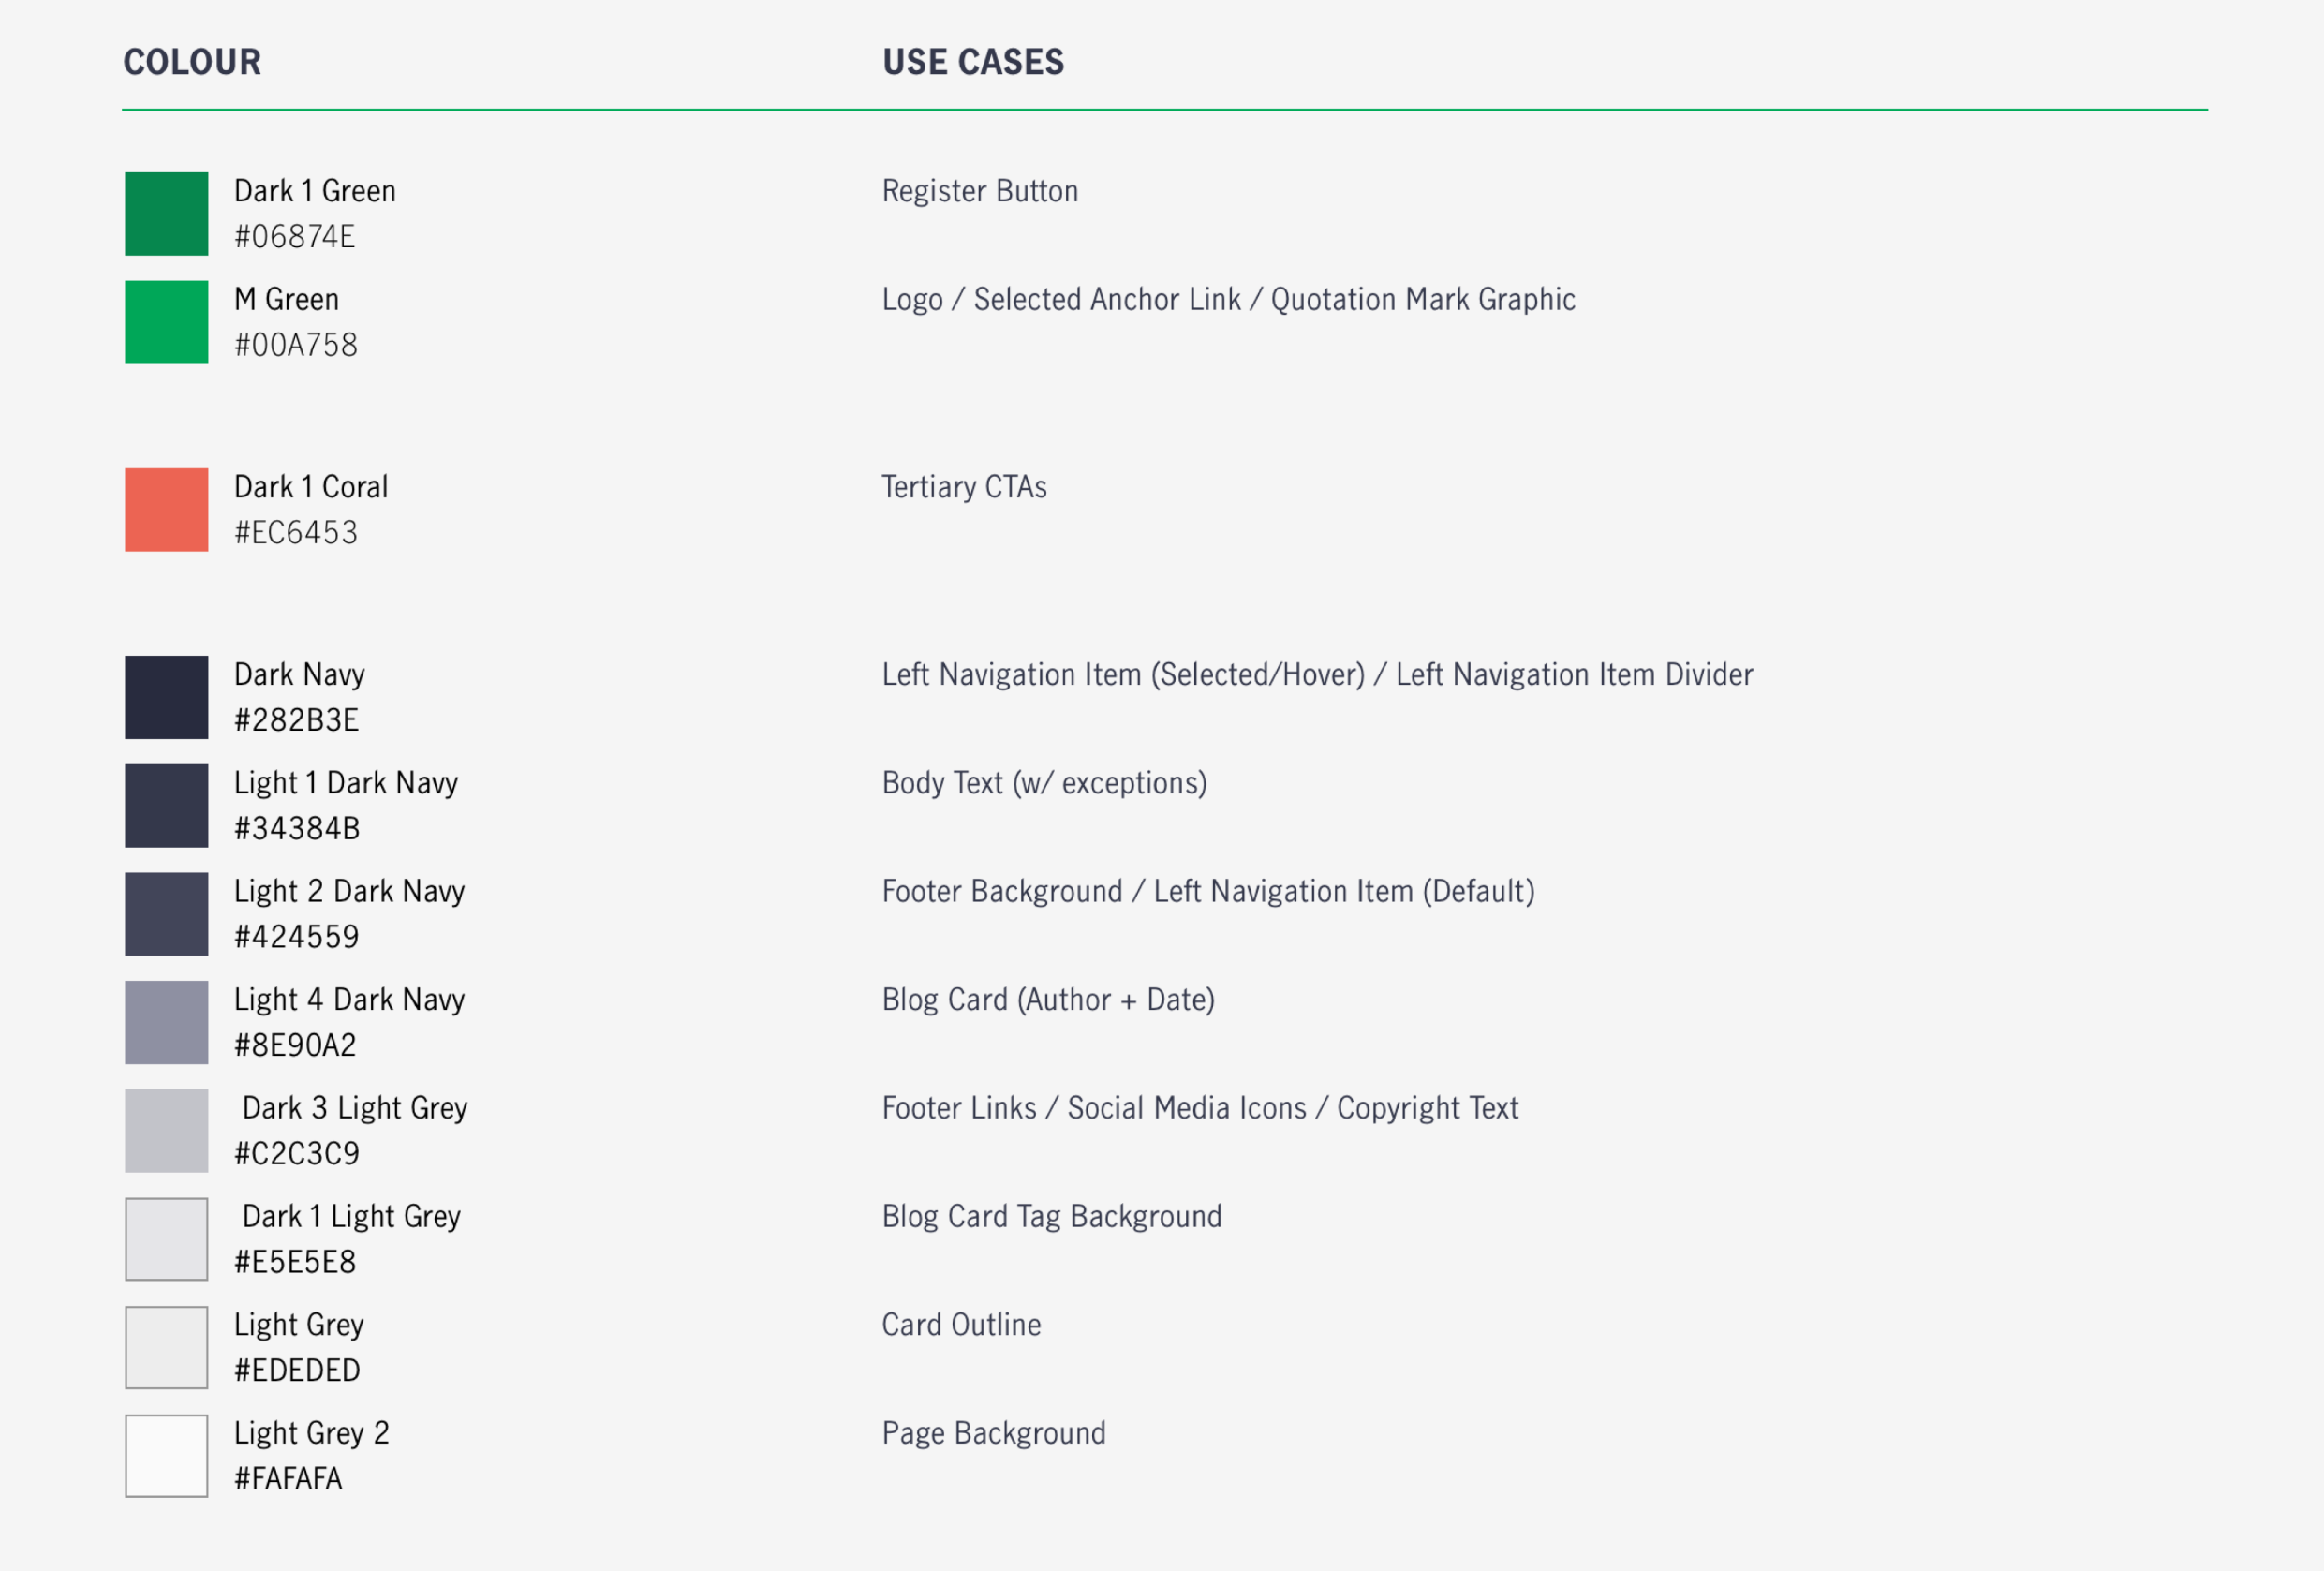 COLOUR USE CASES
Dark 1 Green Register Button
#06874E
M Green Logo / Selected Anchor Link / Quotation Mark Graphic
#00A758
Dark 1 Coral Tertiary CTAs
#EC6453
Dark Navy Left Navigation Item (Selected/Hover) / Left Navigation Item Divider
#282B3E
Light 1 Dark Navy Body Text (w/ exceptions)
#34384B
Light 2 Dark Navy Footer Background / Left Navigation Item (Default)
#424559
Light 4 Dark Navy Blog Card (Author + Date)
#8E90A2
Dark 3 Light Grey Footer Links / Social Media Icons / Copyright Text
#C2C3C9
Dark 1 Light Grey Blog Card Tag Background
#E5E5E8
Light Grey Card Outline
#EDEDED
Light Grey 2 Page Background
#FAFAFA